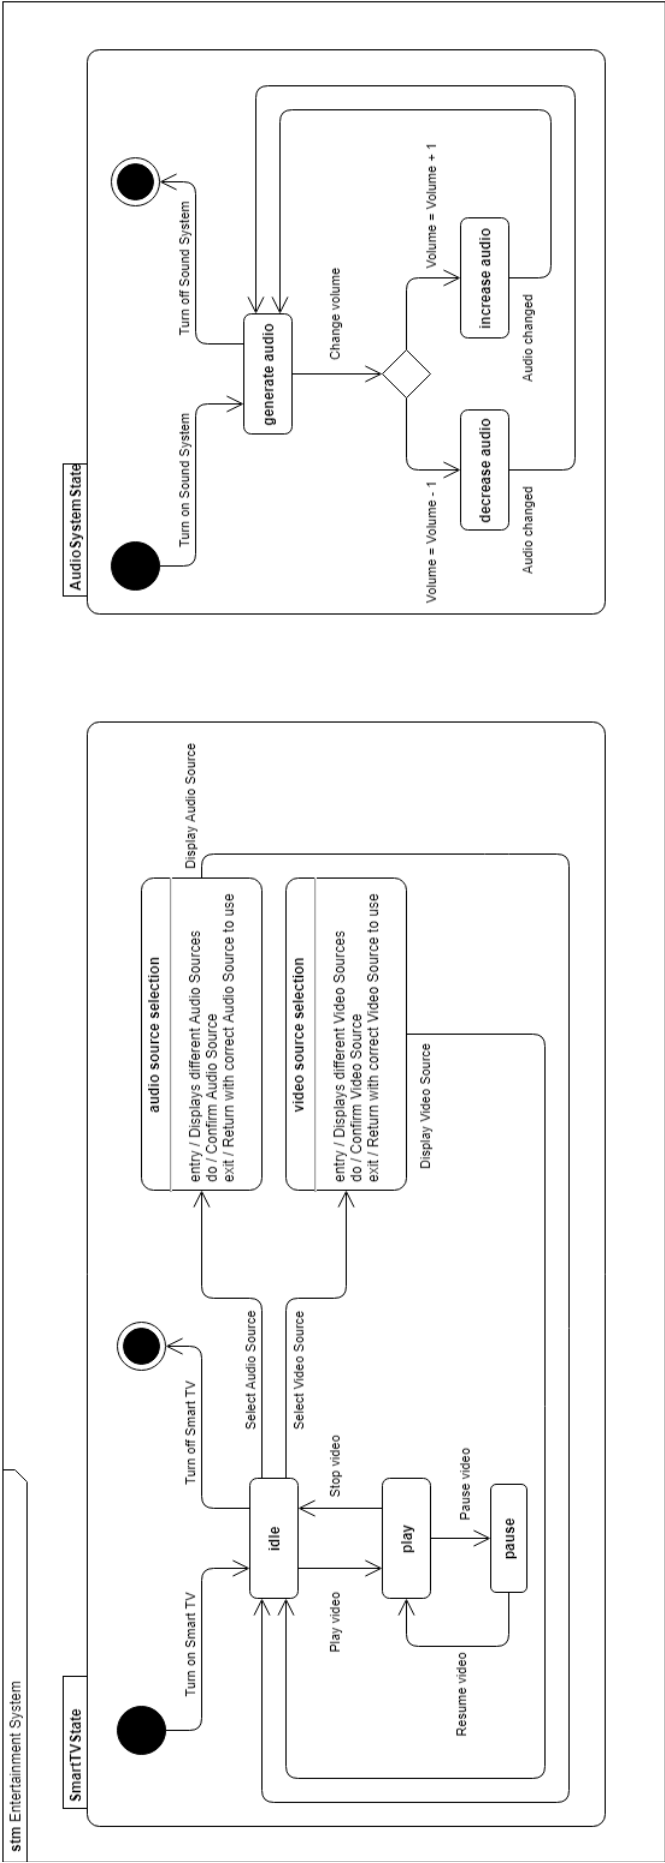 stm Entertainment System
SmartTVState
Turn on Smart TV
Turn off Smart TV
idle
Select Audio Source
Select Video Source
audio source selection
entry / Displays different Audio Sources
do / Confirm Audio Source
exit / Return with correct Audio Source to use
Display Audio Source
video source selection
entry / Displays different Video Sources
do / Confirm Video Source
exit / Return with correct Video Source to use
Display Video Source
Play video
Stop video
play
Pause video
Resume video
pause
AudioSystemState
Turn on Sound System
Turn off Sound System
generate audio
Change volume
Volume = Volume - 1
Volume = Volume + 1
decrease audio
increase audio
Audio changed
Audio changed